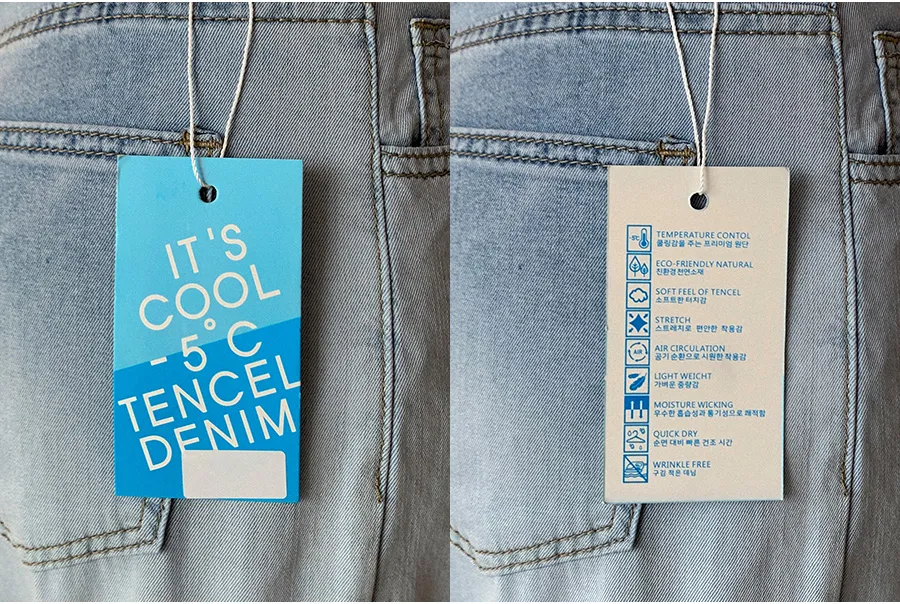 IT'S
COOL
-5°C
TENCEL
DENIM
-5℃
TEMPERATURE CONTOL
쿨링감을 주는 프리미엄 원단
ECO-FRIENDLY NATURAL
친환경천연소재
SOFT FEEL OF TENCEL
소프트한 터치감
STRETCH
스트레치로 편안한 착용감
AIR
AIR CIRCULATION
공기 순환으로 시원한 착용감
LIGHT WEICHT
가벼운 중량감
MOISTURE WICKING
우수한 흡습성과 통기성으로 쾌적함
QUICK DRY
순면 대비 빠른 건조 시간
WRINKLE FREE
구김 적은 데님